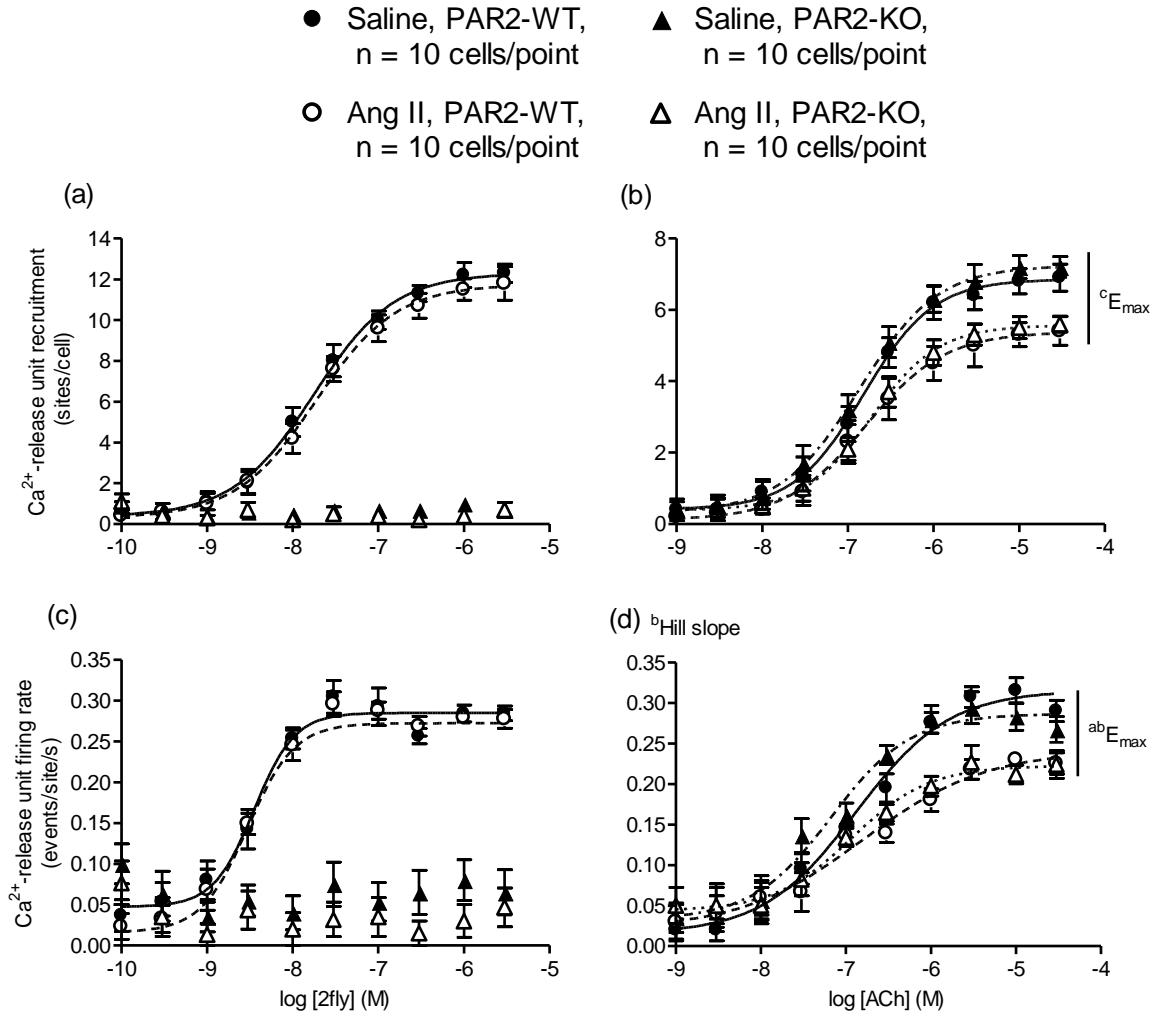 ● Saline, PAR2-WT,
n = 10 cells/point
▲ Saline, PAR2-KO,
n = 10 cells/point
○ Ang II, PAR2-WT,
n = 10 cells/point
△ Ang II, PAR2-KO,
n = 10 cells/point
(a)
Ca²⁺-release unit recruitment
(sites/cell)
14
12
10
8
6
4
2
0
-10 -9 -8 -7 -6 -5
(b)
8
6
4
2
0
-9 -8 -7 -6 -5 -4
ᶜEmax
(c)
Ca²⁺-release unit firing rate
(events/site/s)
0.35
0.30
0.25
0.20
0.15
0.10
0.05
0.00
-10 -9 -8 -7 -6 -5
log [2fly] (M)
(d) ᵇHill slope
0.35
0.30
0.25
0.20
0.15
0.10
0.05
0.00
-9 -8 -7 -6 -5 -4
log [ACh] (M)
ᵃᵇEmax